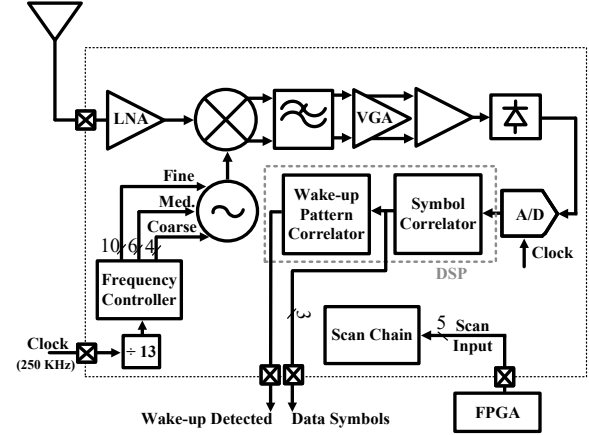 LNA
VGA
Fine
Med.
Coarse
10
6
4
Wake-up
Pattern
Correlator
Symbol
Correlator
A/D
Clock
DSP
Frequency
Controller
3
Scan Chain
5
Scan
Input
Clock
(250 KHz)
÷ 13
Wake-up Detected
Data Symbols
FPGA